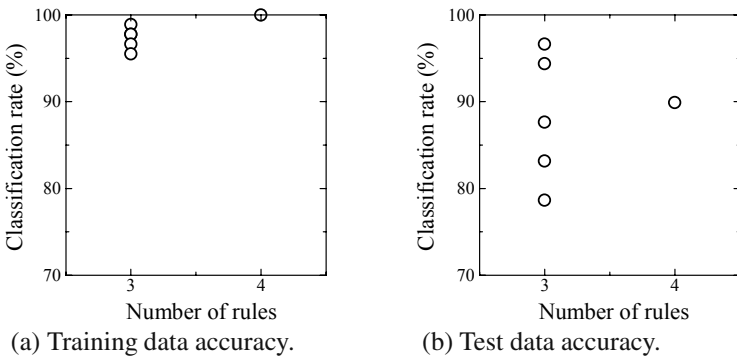 100
90
80
70
Classification rate (%)
3
4
Number of rules
(a) Training data accuracy.
100
90
80
70
Classification rate (%)
3
4
Number of rules
(b) Test data accuracy.